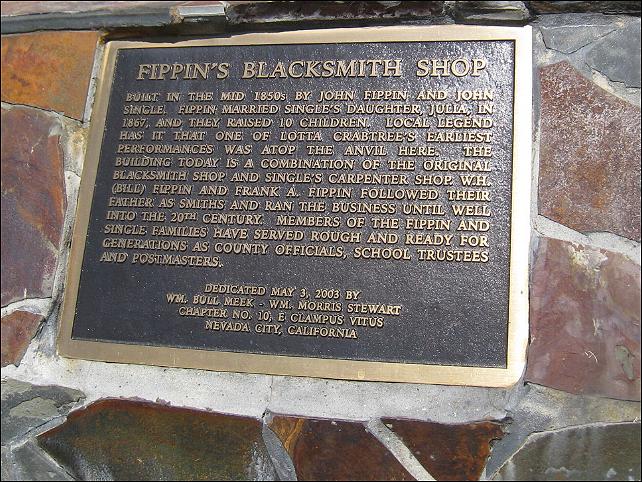 FIPPIN'S BLACKSMITH SHOP
BUILT IN THE MID 1850s BY JOHN FIPPIN AND JOHN
SINGLE. FIPPIN MARRIED SINGLE'S DAUGHTER, JULIA, IN
1867, AND THEY RAISED 10 CHILDREN. LOCAL LEGEND
HAS IT THAT ONE OF LOTTA CRABTREE'S EARLIEST
PERFORMANCES WAS ATOP THE ANVIL HERE. THE
BUILDING TODAY IS A COMBINATION OF THE ORIGINAL
BLACKSMITH SHOP AND SINGLE'S CARPENTER SHOP. W.H.
(BILL) FIPPIN AND FRANK A. FIPPIN FOLLOWED THEIR
FATHER AS SMITHS AND RAN THE BUSINESS UNTIL WELL
INTO THE 20TH CENTURY. MEMBERS OF THE FIPPIN AND
SINGLE FAMILIES HAVE SERVED ROUGH AND READY FOR
GENERATIONS AS COUNTY OFFICIALS, SCHOOL TRUSTEES
AND POSTMASTERS.
DEDICATED MAY 3, 2003 BY
WM. BULL MEEK - WM. MORRIS STEWART
CHAPTER NO. 10, E CLAMPUS VITUS
NEVADA CITY, CALIFORNIA